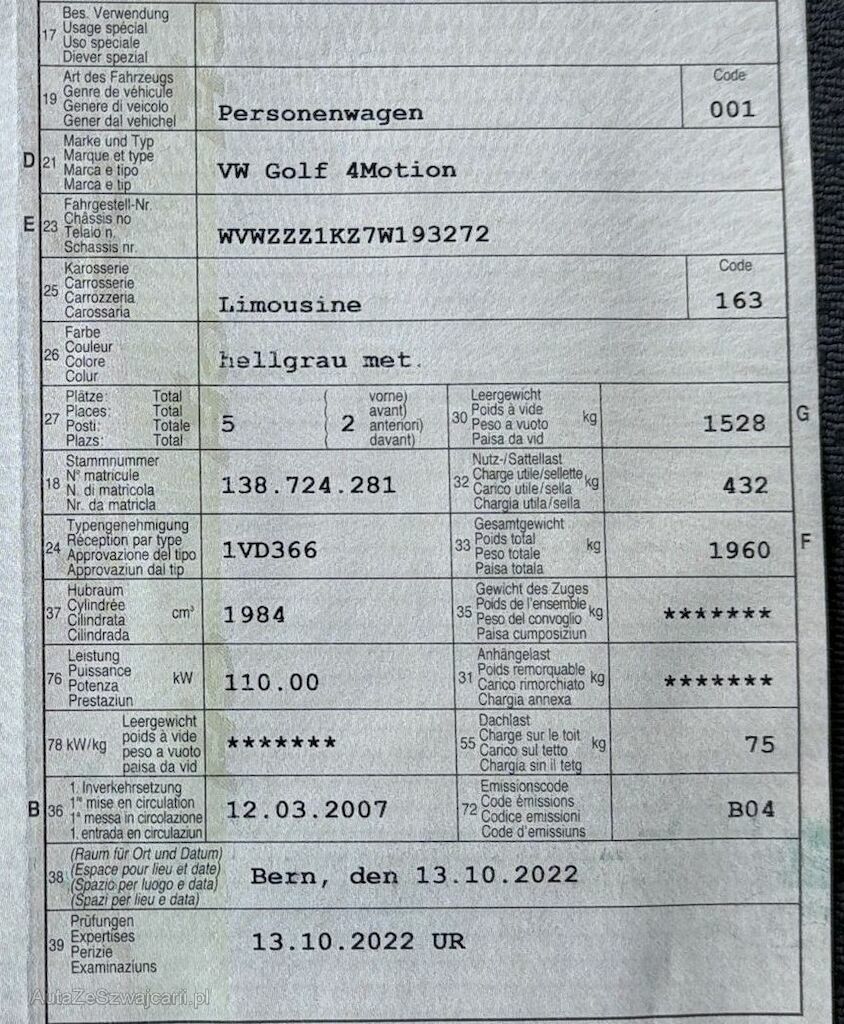 17 Bes. Verwendung
Usage spécial
Uso speciale
Diever spezial
19 Art des Fahrzeugs
Genre de véhicule
Genere di veicolo
Gener dal vehichel
Personenwagen
Code
001
D 21 Marke und Typ
Marque et type
Marca e tipo
Marca e tip
VW Golf 4Motion
E 23 Fahrgestell-Nr.
Châssis no
Telaio n.
Schassis nr.
WVWZZZ1KZ7W193272
25 Karosserie
Carrosserie
Carrozzeria
Carossaria
Limousine
Code
163
26 Farbe
Couleur
Colore
Colur
hellgrau met.
27 Plätze: Total
Places: Total
Posti: Totale
Plazs: Total
5
( vorne)
( avant)
2 ( anteriori)
( davant)
30 Leergewicht
Poids à vide
Peso a vuoto
Paisa da vid
kg
1528
G
18 Stammnummer
N° matricule
N. di matricola
Nr. da matricla
138.724.281
32 Nutz-/Sattellast
Charge utile/sellette
Carico utile/sella
Chargia utila/sella
kg
432
24 Typengenehmigung
Réception par type
Approvazione del tipo
Approvaziun dal tip
1VD366
33 Gesamtgewicht
Poids total
Peso totale
Paisa totala
kg
1960
F
37 Hubraum
Cylindrée
Cilindrata
Cilindrada
cm³
1984
35 Gewicht des Zuges
Poids de l'ensemble
Peso del convoglio
Paisa cumposiziun
kg
*******
76 Leistung
Puissance
Potenza
Prestaziun
kW
110.00
31 Anhängelast
Poids remorquable
Carico rimorchiato
Chargia annexa
kg
*******
78 kW/kg
Leergewicht
poids à vide
peso a vuoto
paisa da vid
*******
55 Dachlast
Charge sur le toit
Carico sul tetto
Chargia sin il tetg
kg
75
B 36 1. Inverkehrsetzung
1re mise en circulation
1a messa in circolazione
1. entrada en circulaziun
12.03.2007
72 Emissionscode
Code émissions
Codice emissioni
Code d'emissiuns
B04
38 (Raum für Ort und Datum)
(Espace pour lieu et date)
(Spazio per luogo e data)
(Spazi per lieu e data)
Bern, den 13.10.2022
39 Prüfungen
Expertises
Perizie
Examinaziuns
13.10.2022 UR
AutaZeSzwajcarii.pl